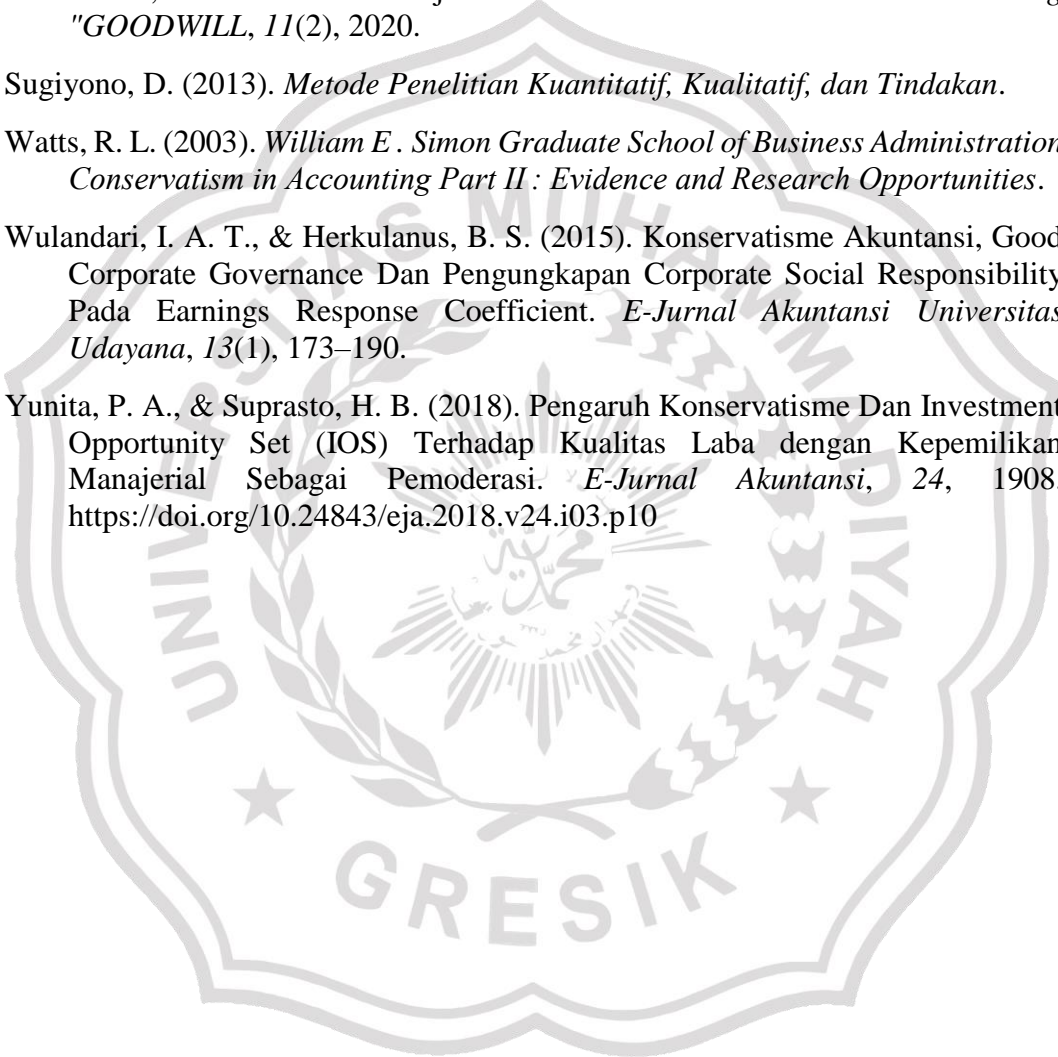 "GOODWILL, 11(2), 2020.
Sugiyono, D. (2013). Metode Penelitian Kuantitatif, Kualitatif, dan Tindakan.
Watts, R. L. (2003). William E . Simon Graduate School of Business Administration
Conservatism in Accounting Part II : Evidence and Research Opportunities.
Wulandari, I. A. T., & Herkulanus, B. S. (2015). Konservatisme Akuntansi, Good
Corporate Governance Dan Pengungkapan Corporate Social Responsibility
Pada Earnings Response Coefficient. E-Jurnal Akuntansi Universitas
Udayana, 13(1), 173–190.
Yunita, P. A., & Suprasto, H. B. (2018). Pengaruh Konservatisme Dan Investment
Opportunity Set (IOS) Terhadap Kualitas Laba dengan Kepemilikan
Manajerial Sebagai Pemoderasi. E-Jurnal Akuntansi, 24, 1908.
https://doi.org/10.24843/eja.2018.v24.i03.p10
UNIVERSITAS MUHAMMADIYAH
GRESIK